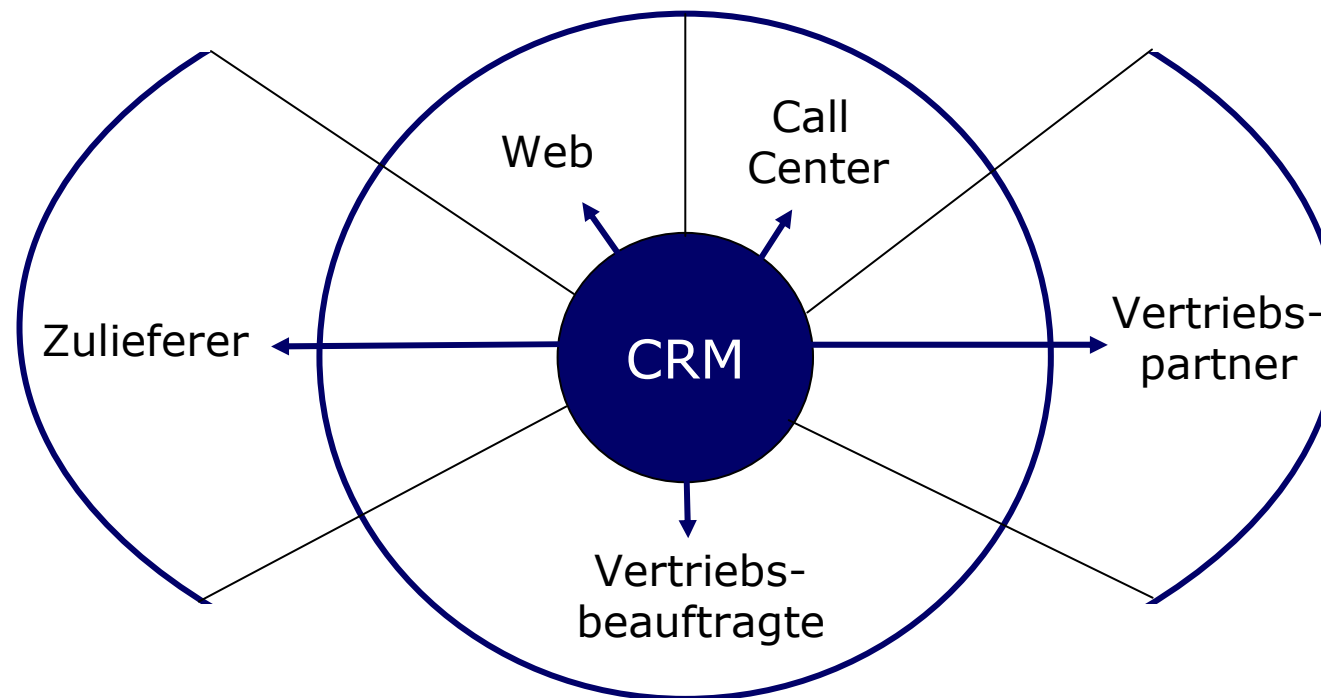 Web
Call
Center
Zulieferer
CRM
Vertriebs-
partner
Vertriebs-
beauftragte